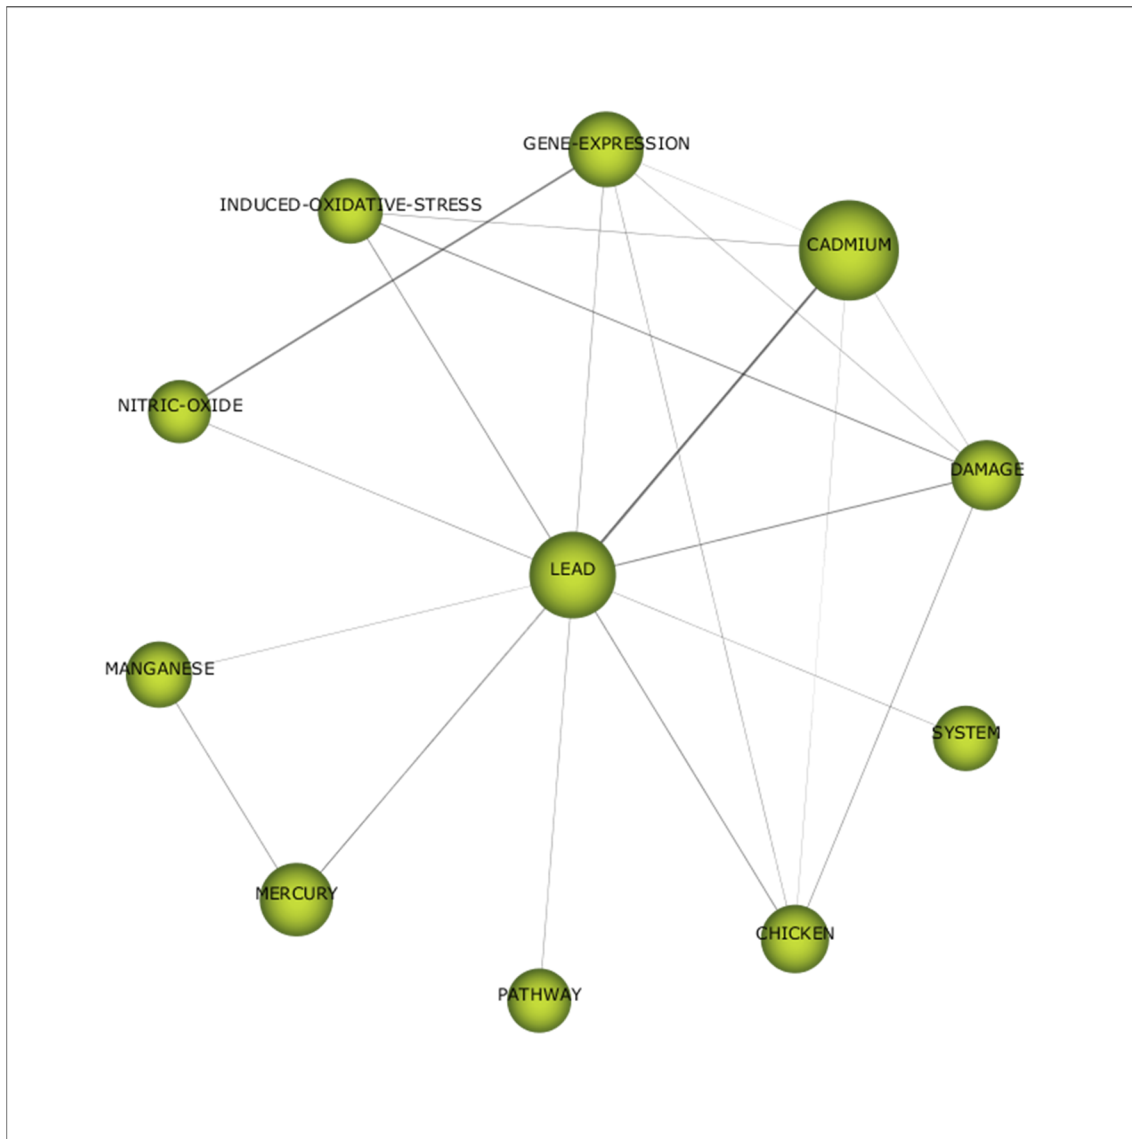 GENE-EXPRESSION
INDUCED-OXIDATIVE-STRESS
CADMIUM
NITRIC-OXIDE
DAMAGE
LEAD
MANGANESE
SYSTEM
MERCURY
CHICKEN
PATHWAY